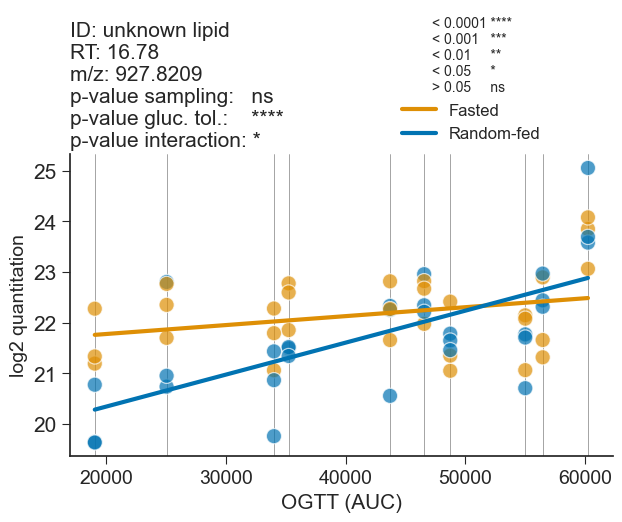 ID: unknown lipid
RT: 16.78
m/z: 927.8209
p-value sampling: ns
p-value gluc. tol.: ****
p-value interaction: *
< 0.0001 ****
< 0.001 ***
< 0.01 **
< 0.05 *
> 0.05 ns
Fasted
Random-fed
log2 quantitation
25
24
23
22
21
20
20000 30000 40000 50000 60000
OGTT (AUC)